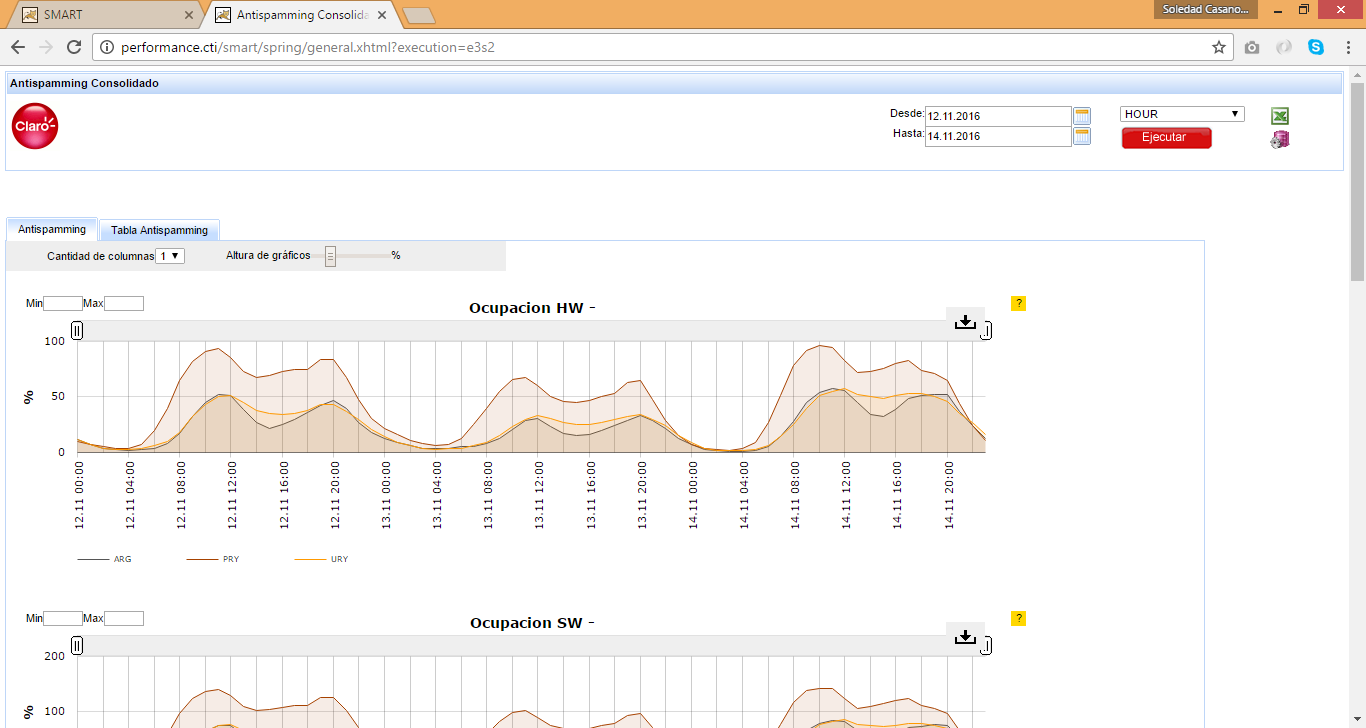 SMART
Antispamming Consolida
Soledad Casano...
performance.cti/smart/spring/general.xhtml?execution=e3s2
Antispamming Consolidado
Claro
Desde: 12.11.2016 HOUR
Hasta: 14.11.2016 Ejecutar
Antispamming Tabla Antispamming
Cantidad de columnas 1 Altura de gráficos %
Min Max Ocupacion HW - ?
100
50
0
%
12.11 00:00
12.11 04:00
12.11 08:00
12.11 12:00
12.11 16:00
12.11 20:00
13.11 00:00
13.11 04:00
13.11 08:00
13.11 12:00
13.11 16:00
13.11 20:00
14.11 00:00
14.11 04:00
14.11 08:00
14.11 12:00
14.11 16:00
14.11 20:00
ARG PRY URY
Min Max Ocupacion SW - ?
200
100
%